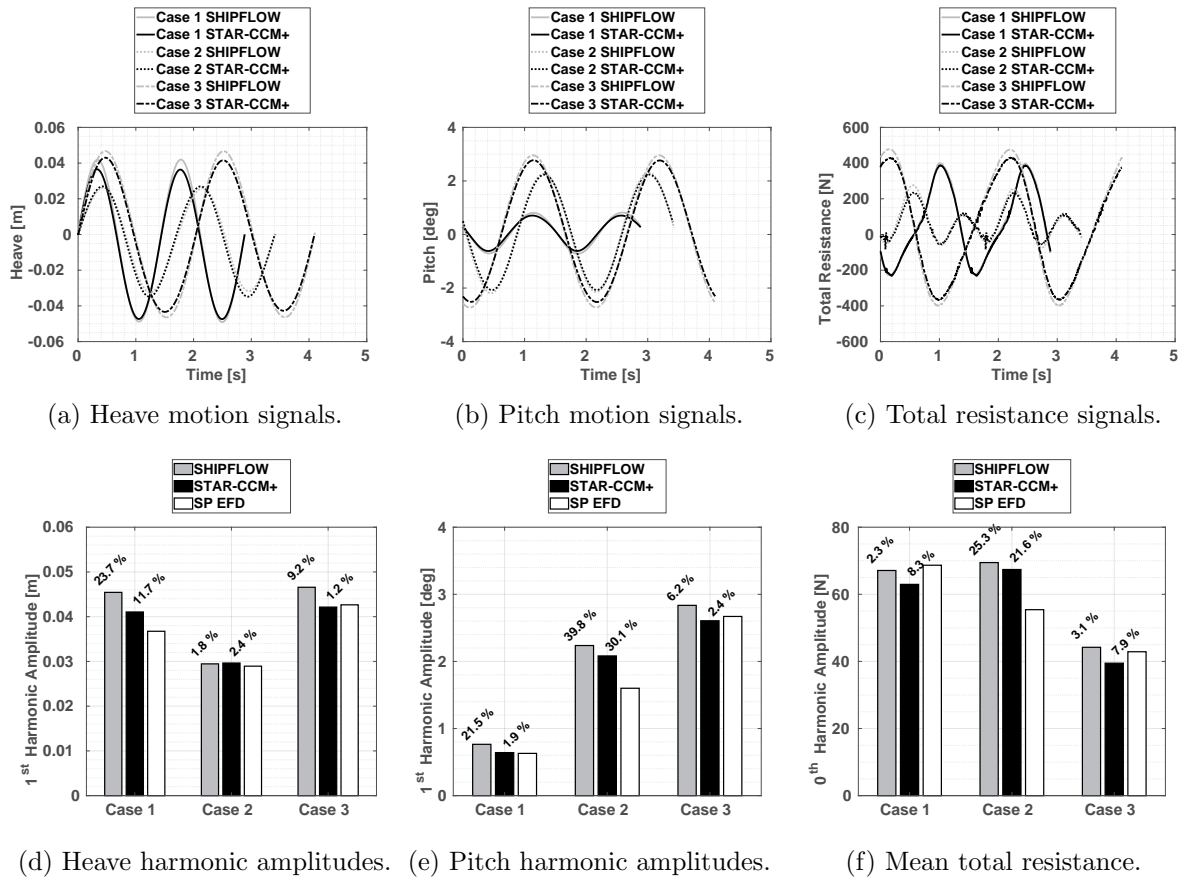 Case 1 SHIPFLOW
Case 1 STAR-CCM+
Case 2 SHIPFLOW
Case 2 STAR-CCM+
Case 3 SHIPFLOW
Case 3 STAR-CCM+
0.06
0.04
0.02
0
-0.02
-0.04
-0.06
Heave [m]
0 1 2 3 4 5
Time [s]
(a) Heave motion signals.
Case 1 SHIPFLOW
Case 1 STAR-CCM+
Case 2 SHIPFLOW
Case 2 STAR-CCM+
Case 3 SHIPFLOW
Case 3 STAR-CCM+
4
2
0
-2
-4
Pitch [deg]
0 1 2 3 4 5
Time [s]
(b) Pitch motion signals.
Case 1 SHIPFLOW
Case 1 STAR-CCM+
Case 2 SHIPFLOW
Case 2 STAR-CCM+
Case 3 SHIPFLOW
Case 3 STAR-CCM+
600
400
200
0
-200
-400
-600
Total Resistance [N]
0 1 2 3 4 5
Time [s]
(c) Total resistance signals.
SHIPFLOW
STAR-CCM+
SP EFD
0.06
0.05
0.04
0.03
0.02
0.01
0
1st Harmonic Amplitude [m]
23.7 %
11.7 %
1.8 %
2.4 %
9.2 %
1.2 %
Case 1 Case 2 Case 3
(d) Heave harmonic amplitudes.
SHIPFLOW
STAR-CCM+
SP EFD
4
3
2
1
0
1st Harmonic Amplitude [deg]
21.5 %
1.9 %
39.8 %
30.1 %
6.2 %
2.4 %
Case 1 Case 2 Case 3
(e) Pitch harmonic amplitudes.
SHIPFLOW
STAR-CCM+
SP EFD
80
60
40
20
0
0th Harmonic Amplitude [N]
2.3 %
8.3 %
25.3 %
21.6 %
3.1 %
7.9 %
Case 1 Case 2 Case 3
(f) Mean total resistance.